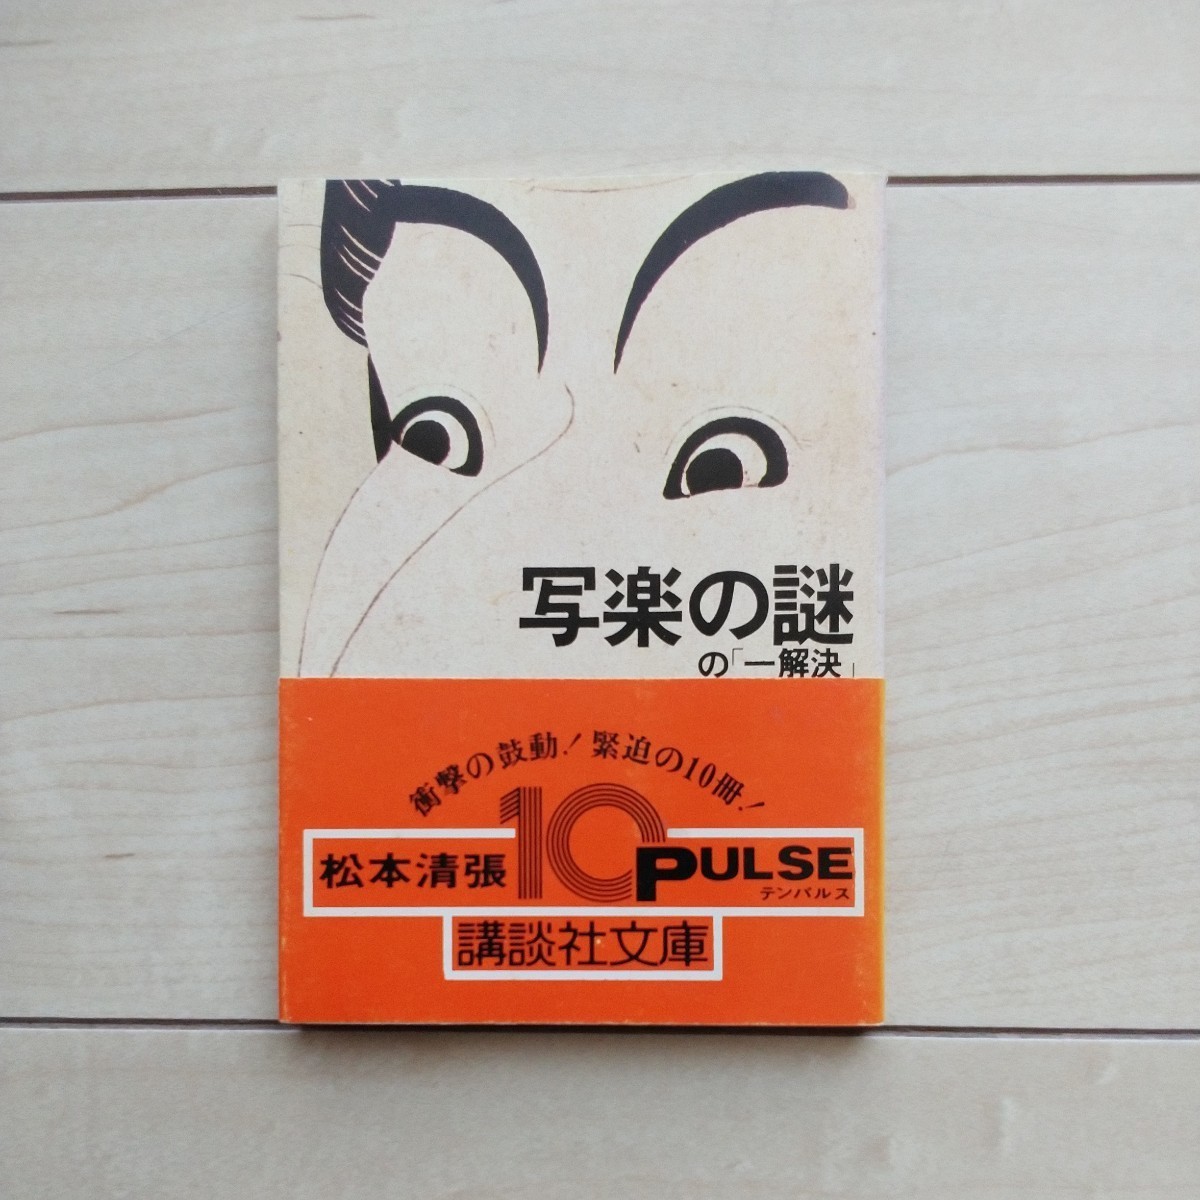 写楽の謎
の「一解決」
衝撃の鼓動！緊迫の10冊！
松本清張
10 PULSE
テンパルス
講談社文庫